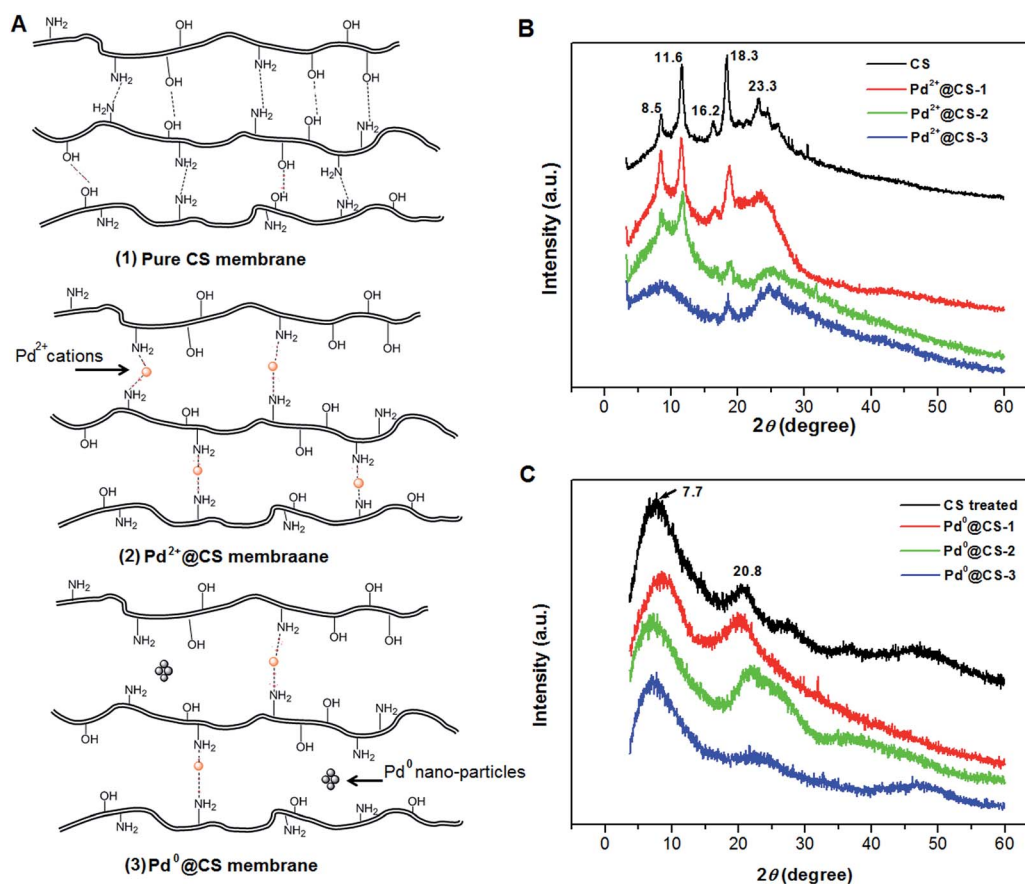 A
NH2
OH
OH
NH2
OH
NH2
OH
NH2
OH
OH
H2N
OH
NH2
OH
NH2
OH
NH2
OH
H2N
OH
NH2
NH2
OH
NH2
OH
NH2
(1) Pure CS membrane
NH2
OH
OH
NH2
OH
NH2
OH
OH
Pd2+ cations
NH2
NH2
OH
OH
NH2
OH
NH2
OH
NH2
NH2
NH2
NH
OH
OH
NH2
NH2
OH
(2) Pd2+@CS membraane
NH2
OH
OH
NH2
OH
NH2
OH
OH
NH2
NH2
OH
OH
NH2
OH
NH2
OH
NH2
Pd0 nano-particles
OH
NH2
NH2
OH
NH2
OH
OH
(3) Pd0@CS membrane
B
Intensity (a.u.)
8.5
11.6
16.2
18.3
23.3
CS
Pd2+@CS-1
Pd2+@CS-2
Pd2+@CS-3
0 10 20 30 40 50 60
2θ (degree)
C
Intensity (a.u.)
7.7
20.8
CS treated
Pd0@CS-1
Pd0@CS-2
Pd0@CS-3
0 10 20 30 40 50 60
2θ (degree)